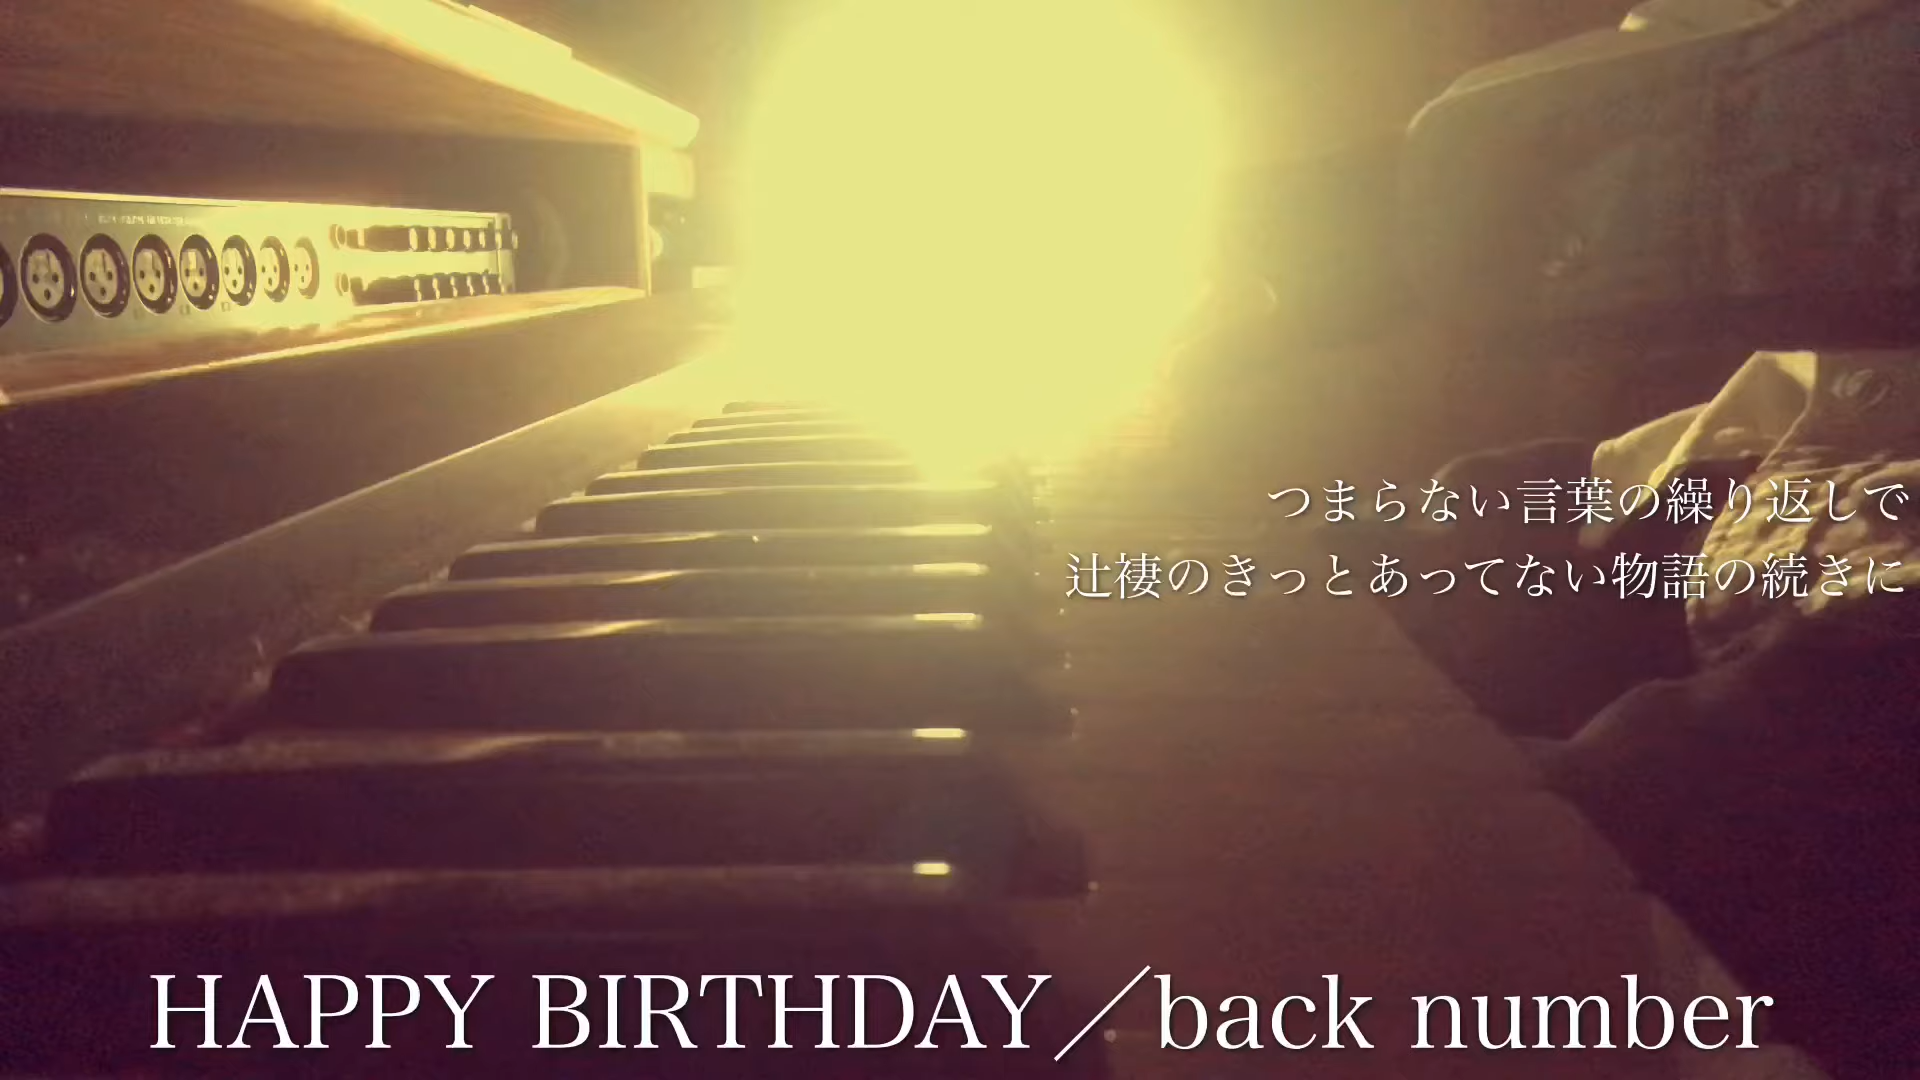 つまらない言葉の繰り返しで
辻褄のきっとあってない物語の続きに
HAPPY BIRTHDAY／back number